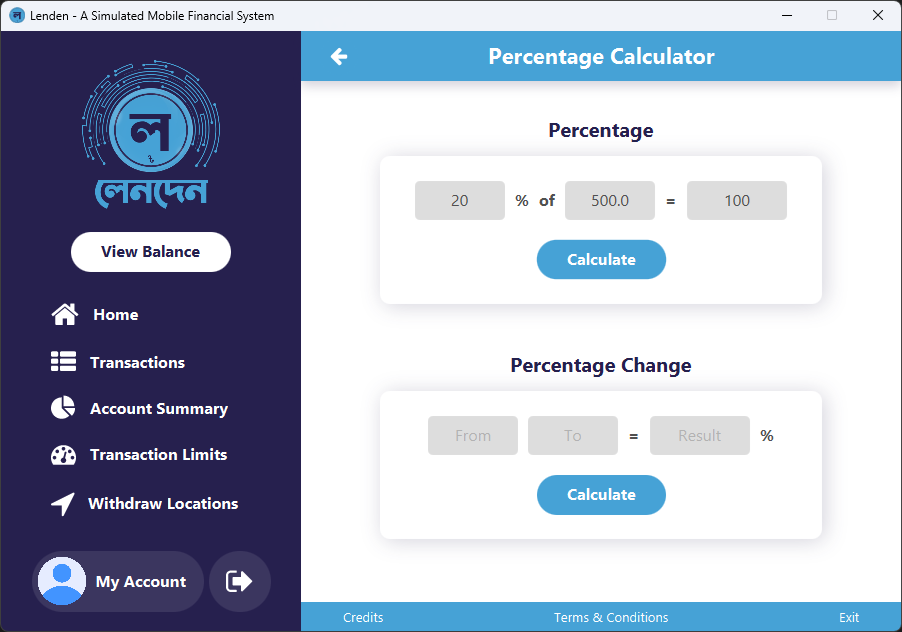 Lenden - A Simulated Mobile Financial System
ল
৳
লেনদেন
View Balance
Home
Transactions
Account Summary
Transaction Limits
Withdraw Locations
My Account
Percentage Calculator
Percentage
20 % of 500.0 = 100
Calculate
Percentage Change
From To = Result %
Calculate
Credits Terms & Conditions Exit